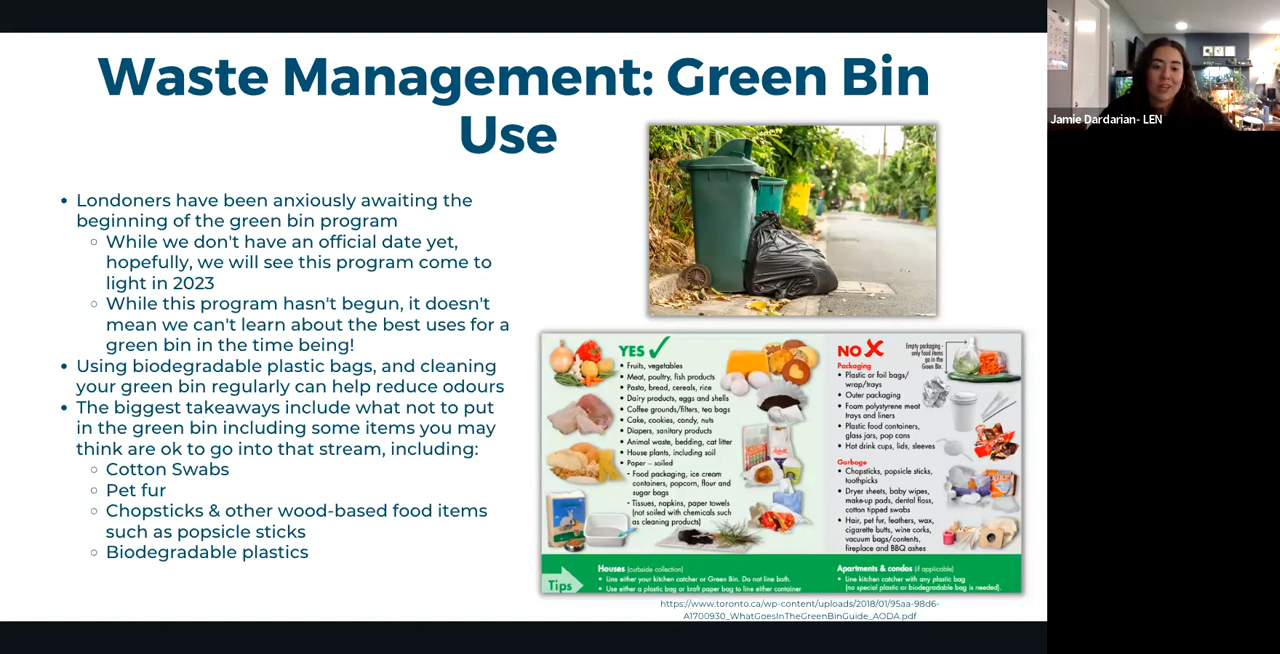 Waste Management: Green Bin
Use
• Londoners have been anxiously awaiting the
beginning of the green bin program
○ While we don't have an official date yet,
hopefully, we will see this program come to
light in 2023
○ While this program hasn't begun, it doesn't
mean we can't learn about the best uses for a
green bin in the time being!
• Using biodegradable plastic bags, and cleaning
your green bin regularly can help reduce odours
• The biggest takeaways include what not to put
in the green bin including some items you may
think are ok to go into that stream, including:
○ Cotton Swabs
○ Pet fur
○ Chopsticks & other wood-based food items
such as popsicle sticks
○ Biodegradable plastics
YES
• Fruits, vegetables
• Meat, poultry, fish products
• Pasta, bread, cereals, rice
• Dairy products, eggs and shells
• Coffee grounds/filters, tea bags
• Cake, cookies, candy, nuts
• Diapers, sanitary products
• Animal waste, bedding, cat litter
• House plants, including soil
• Paper – soiled
- Food packaging, ice cream
containers, popcorn, flour and
sugar bags
- Tissues, napkins, paper towels
(not soiled with chemicals such
as cleaning products)
NO
Empty packaging -
only food items
go in the
Green Bin.
Packaging
• Plastic or foil bags/
wrap/trays
• Outer packaging
• Foam polystyrene meat
trays and liners
• Plastic food containers,
glass jars, pop cans
• Hot drink cups, lids, sleeves
Garbage
• Chopsticks, popsicle sticks,
toothpicks
• Dryer sheets, baby wipes,
make-up pads, dental floss,
cotton tipped swabs
• Hair, pet fur, feathers, wax,
cigarette butts, wine corks,
vacuum bags/contents,
fireplace and BBQ ashes
Tips
Houses (curbside collection)
• Line either your kitchen catcher or Green Bin. Do not line both.
• Use either a plastic bag or kraft paper bag to line either container
Apartments & condos (if applicable)
• Line kitchen catcher with any plastic bag
(no special plastic or biodegradable bag is needed).
https://www.toronto.ca/wp-content/uploads/2018/01/95aa-98d6-
A1700930_WhatGoesInTheGreenBinGuide_AODA.pdf
Jamie Dardarian- LEN